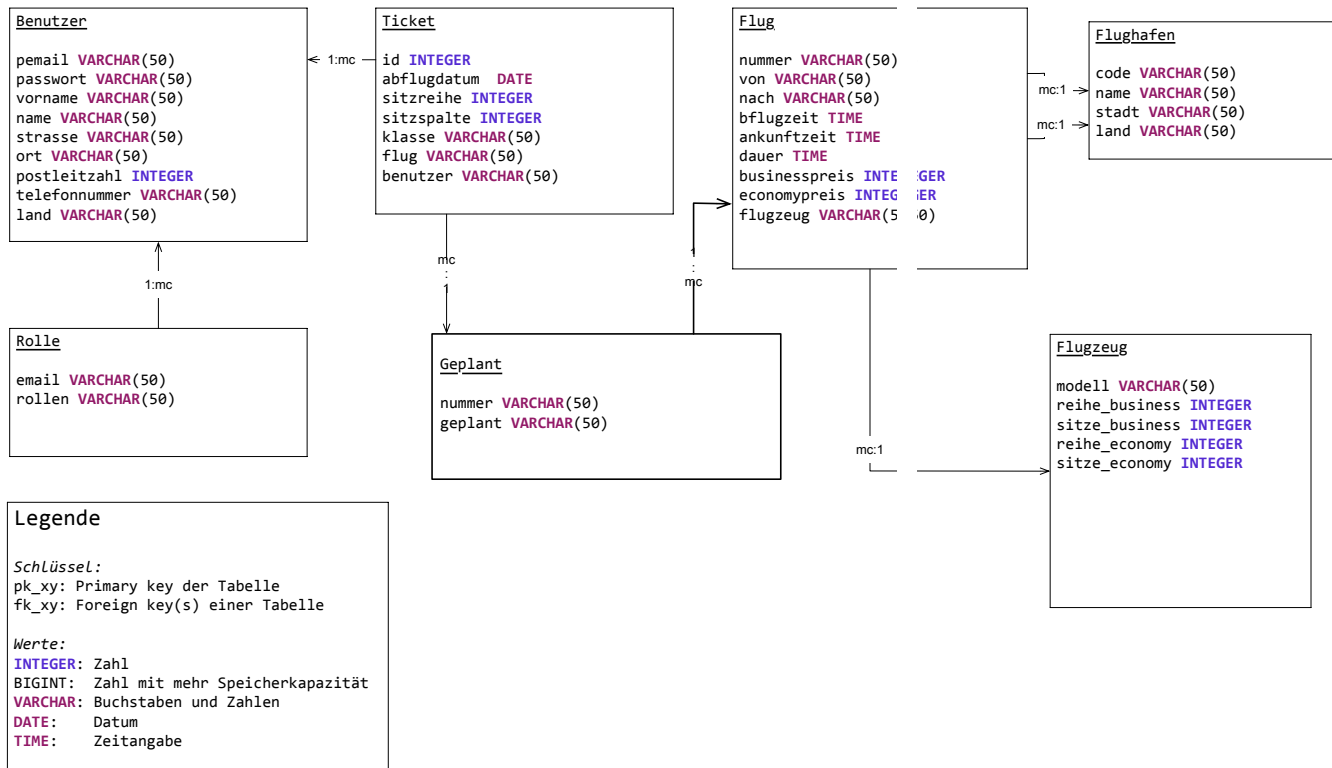 Benutzer
pemail VARCHAR(50)
passwort VARCHAR(50)
vorname VARCHAR(50)
name VARCHAR(50)
strasse VARCHAR(50)
ort VARCHAR(50)
postleitzahl INTEGER
telefonnummer VARCHAR(50)
land VARCHAR(50)
1:mc
Ticket
id INTEGER
abflugdatum DATE
sitzreihe INTEGER
sitzspalte INTEGER
klasse VARCHAR(50)
flug VARCHAR(50)
benutzer VARCHAR(50)
Flug
nummer VARCHAR(50)
von VARCHAR(50)
nach VARCHAR(50)
bflugzeit TIME
ankunftzeit TIME
dauer TIME
businesspreis INTEGER
economypreis INTEGER
flugzeug VARCHAR(50)
mc:1
mc:1
Flughafen
code VARCHAR(50)
name VARCHAR(50)
stadt VARCHAR(50)
land VARCHAR(50)
1:mc
mc
:
1
1
:
mc
Rolle
email VARCHAR(50)
rollen VARCHAR(50)
Geplant
nummer VARCHAR(50)
geplant VARCHAR(50)
mc:1
Flugzeug
modell VARCHAR(50)
reihe_business INTEGER
sitze_business INTEGER
reihe_economy INTEGER
sitze_economy INTEGER
Legende
Schlüssel:
pk_xy: Primary key der Tabelle
fk_xy: Foreign key(s) einer Tabelle
Werte:
INTEGER: Zahl
BIGINT: Zahl mit mehr Speicherkapazität
VARCHAR: Buchstaben und Zahlen
DATE: Datum
TIME: Zeitangabe